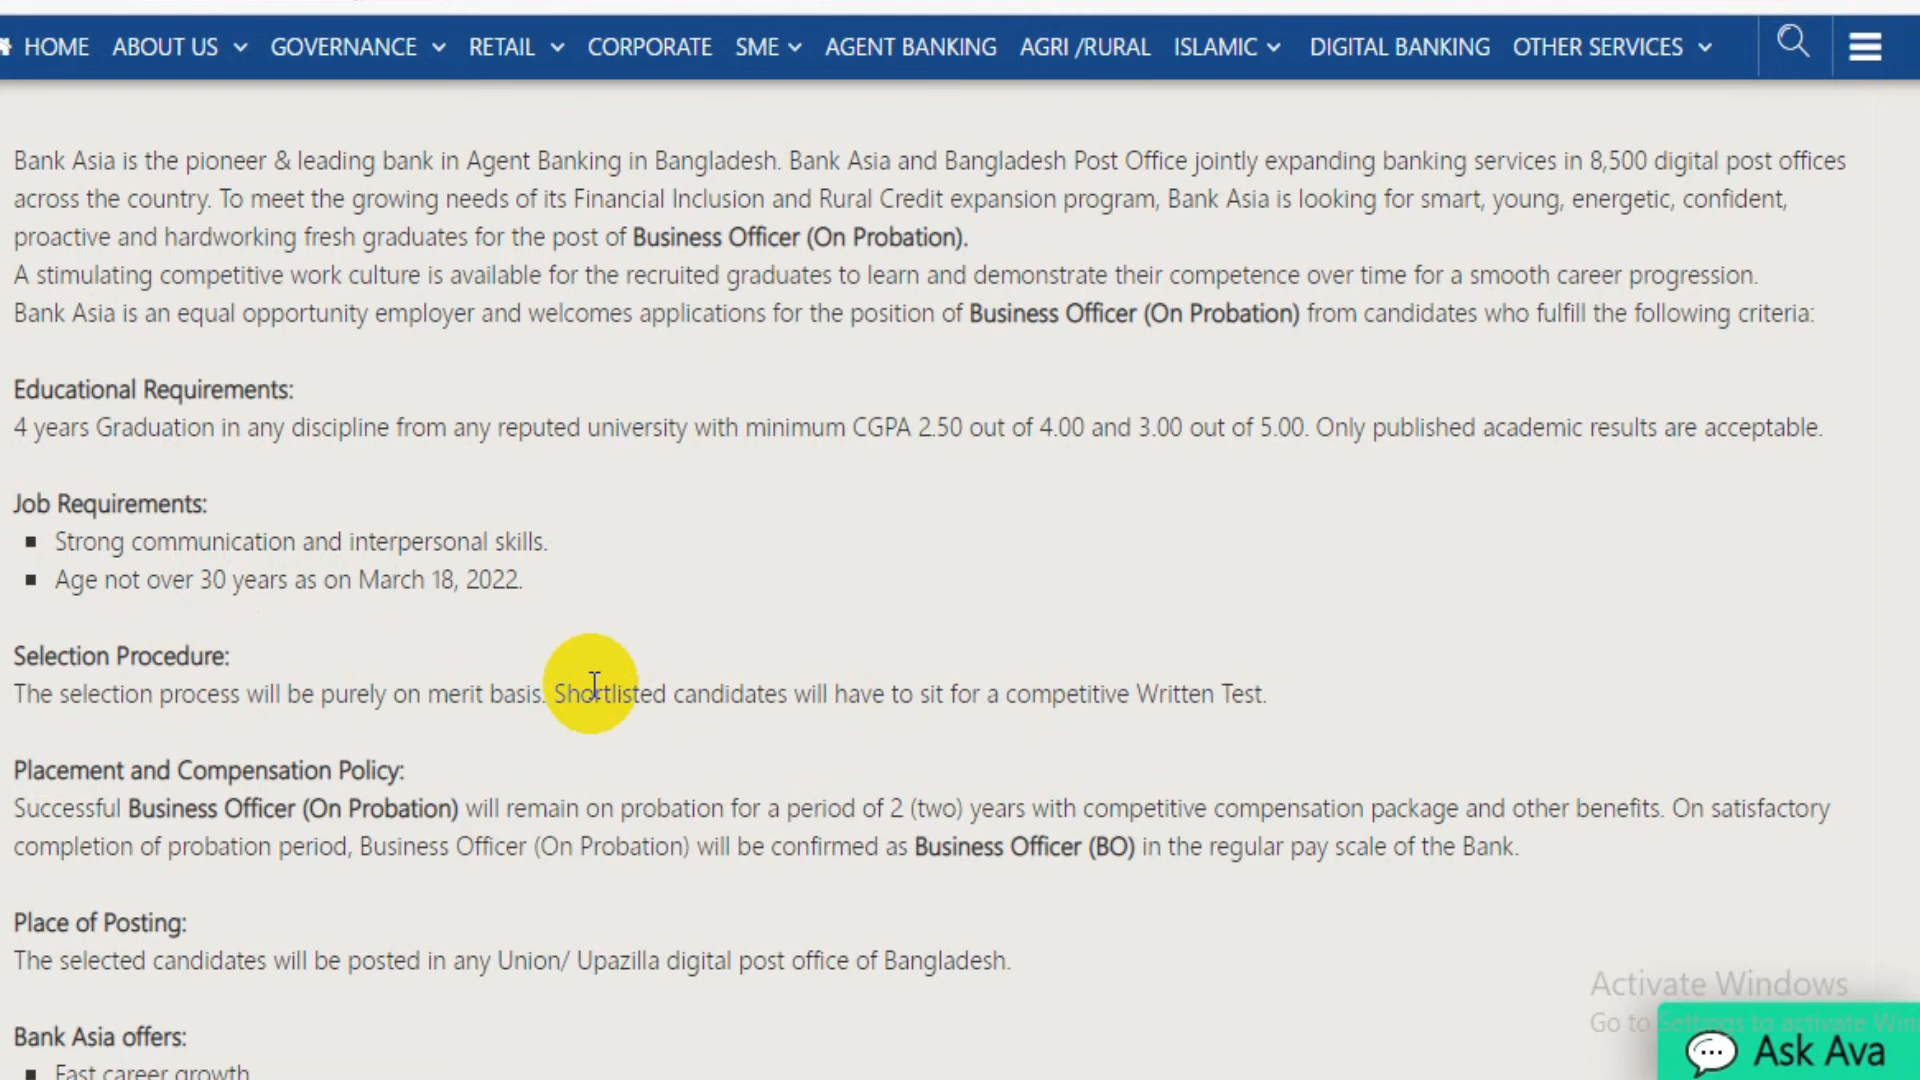 HOME ABOUT US GOVERNANCE RETAIL CORPORATE SME AGENT BANKING AGRI /RURAL ISLAMIC DIGITAL BANKING OTHER SERVICES
Bank Asia is the pioneer & leading bank in Agent Banking in Bangladesh. Bank Asia and Bangladesh Post Office jointly expanding banking services in 8,500 digital post offices
across the country. To meet the growing needs of its Financial Inclusion and Rural Credit expansion program, Bank Asia is looking for smart, young, energetic, confident,
proactive and hardworking fresh graduates for the post of Business Officer (On Probation).
A stimulating competitive work culture is available for the recruited graduates to learn and demonstrate their competence over time for a smooth career progression.
Bank Asia is an equal opportunity employer and welcomes applications for the position of Business Officer (On Probation) from candidates who fulfill the following criteria:
Educational Requirements:
4 years Graduation in any discipline from any reputed university with minimum CGPA 2.50 out of 4.00 and 3.00 out of 5.00. Only published academic results are acceptable.
Job Requirements:
▪ Strong communication and interpersonal skills.
▪ Age not over 30 years as on March 18, 2022.
Selection Procedure:
The selection process will be purely on merit basis. Shortlisted candidates will have to sit for a competitive Written Test.
Placement and Compensation Policy:
Successful Business Officer (On Probation) will remain on probation for a period of 2 (two) years with competitive compensation package and other benefits. On satisfactory
completion of probation period, Business Officer (On Probation) will be confirmed as Business Officer (BO) in the regular pay scale of the Bank.
Place of Posting:
The selected candidates will be posted in any Union/ Upazilla digital post office of Bangladesh.
Activate Windows
Go to Settings to activate Win
Bank Asia offers:
Ask Ava
▪ Fast career growth